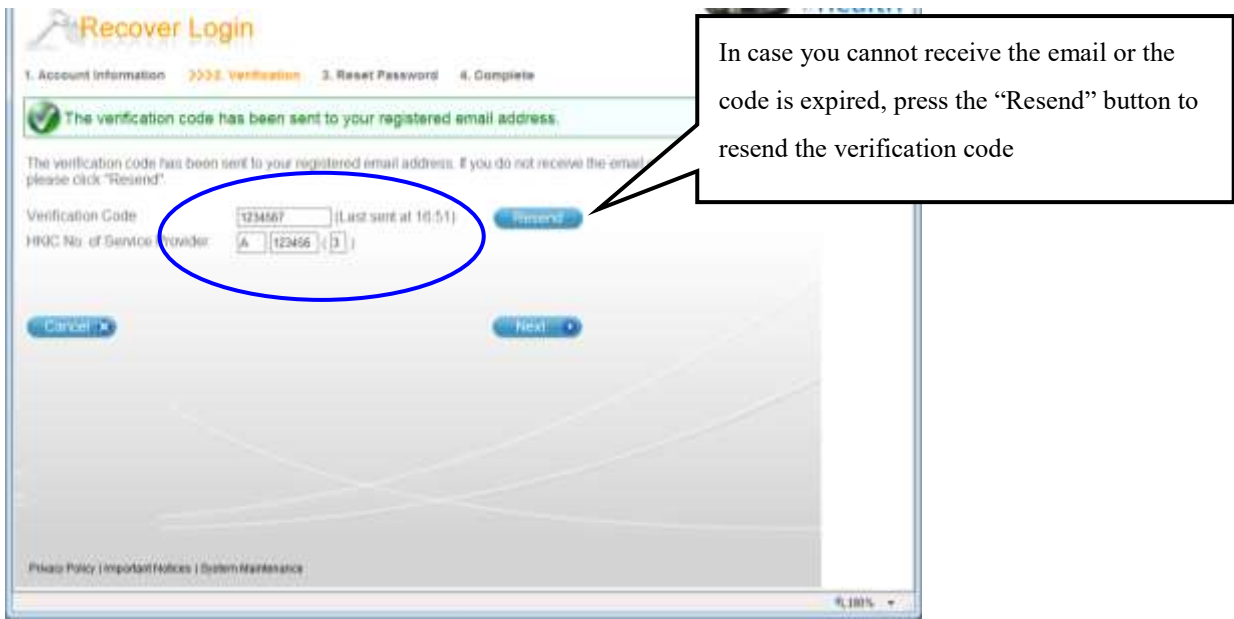 Recover Login
1. Account Information >>>2. Verification 3. Reset Password 4. Complete
The verification code has been sent to your registered email address.
The verification code has been sent to your registered email address. If you do not receive the email
please click "Resend".
Verification Code 1234567 (Last sent at 16:51) Resend
HKIC No. of Service Provider A 123456 ( 3 )
Cancel Next
Privacy Policy | Important Notices | System Maintenance
100%
In case you cannot receive the email or the
code is expired, press the “Resend” button to
resend the verification code